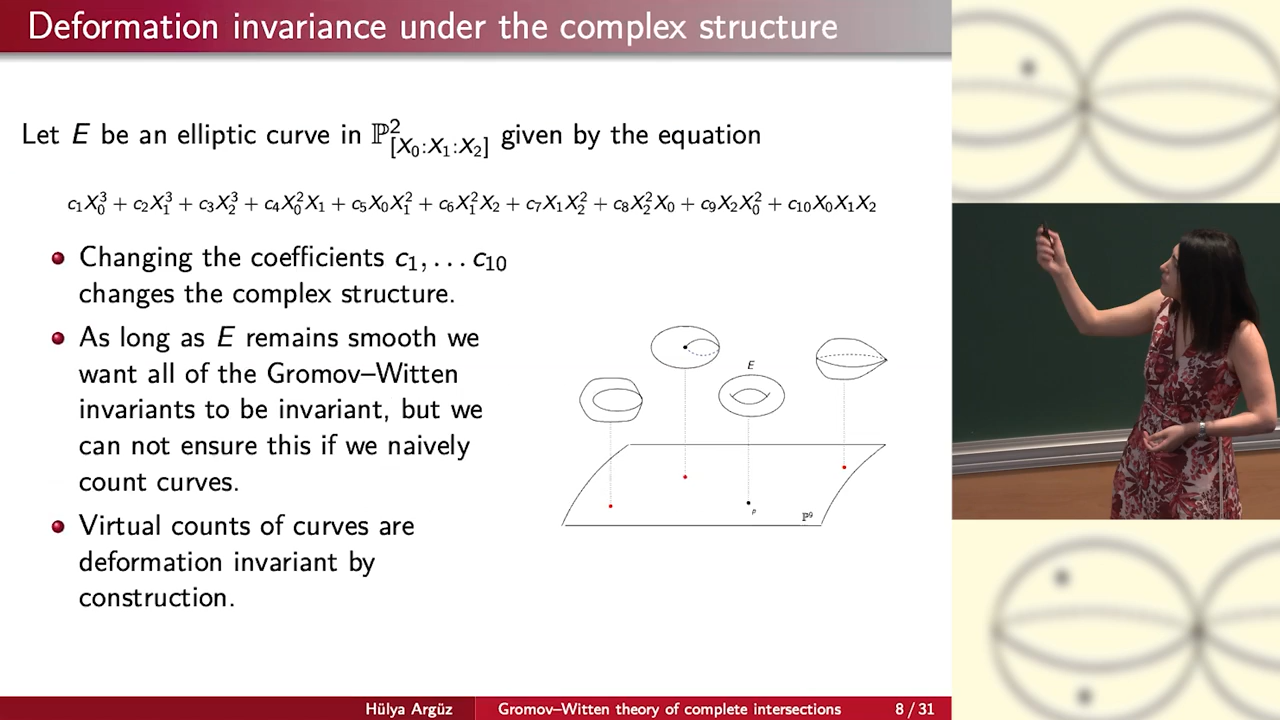 Deformation invariance under the complex structure
Let E be an elliptic curve in ℙ²_[X₀:X₁:X₂] given by the equation
c₁X₀³ + c₂X₁³ + c₃X₂³ + c₄X₀²X₁ + c₅X₀X₁² + c₆X₁²X₂ + c₇X₁X₂² + c₈X₂²X₀ + c₉X₂X₀² + c₁₀X₀X₁X₂
Changing the coefficients c₁, … c₁₀
changes the complex structure.
As long as E remains smooth we
want all of the Gromov–Witten
invariants to be invariant, but we
can not ensure this if we naively
count curves.
Virtual counts of curves are
deformation invariant by
construction.
E
p
ℙ⁹
Hülya Argüz
Gromov–Witten theory of complete intersections
8 / 31